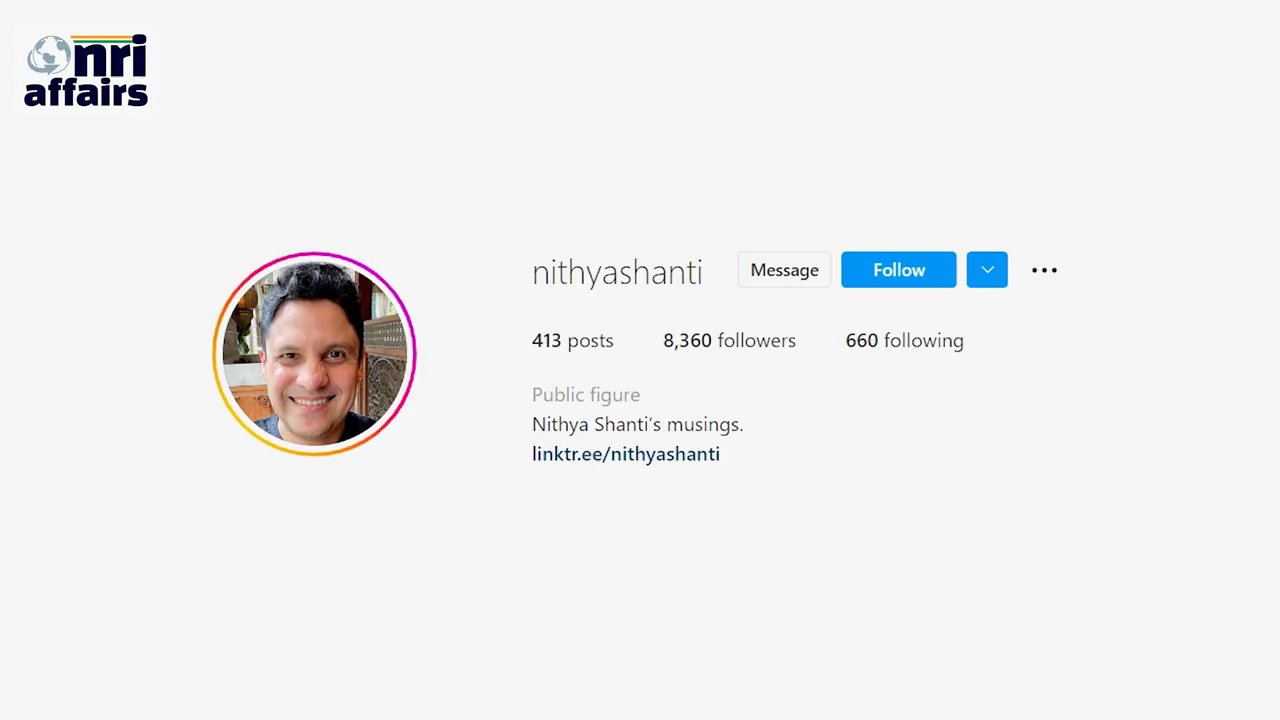 nri
affairs
nithyashanti Message Follow
413 posts 8,360 followers 660 following
Public figure
Nithya Shanti’s musings.
linktr.ee/nithyashanti